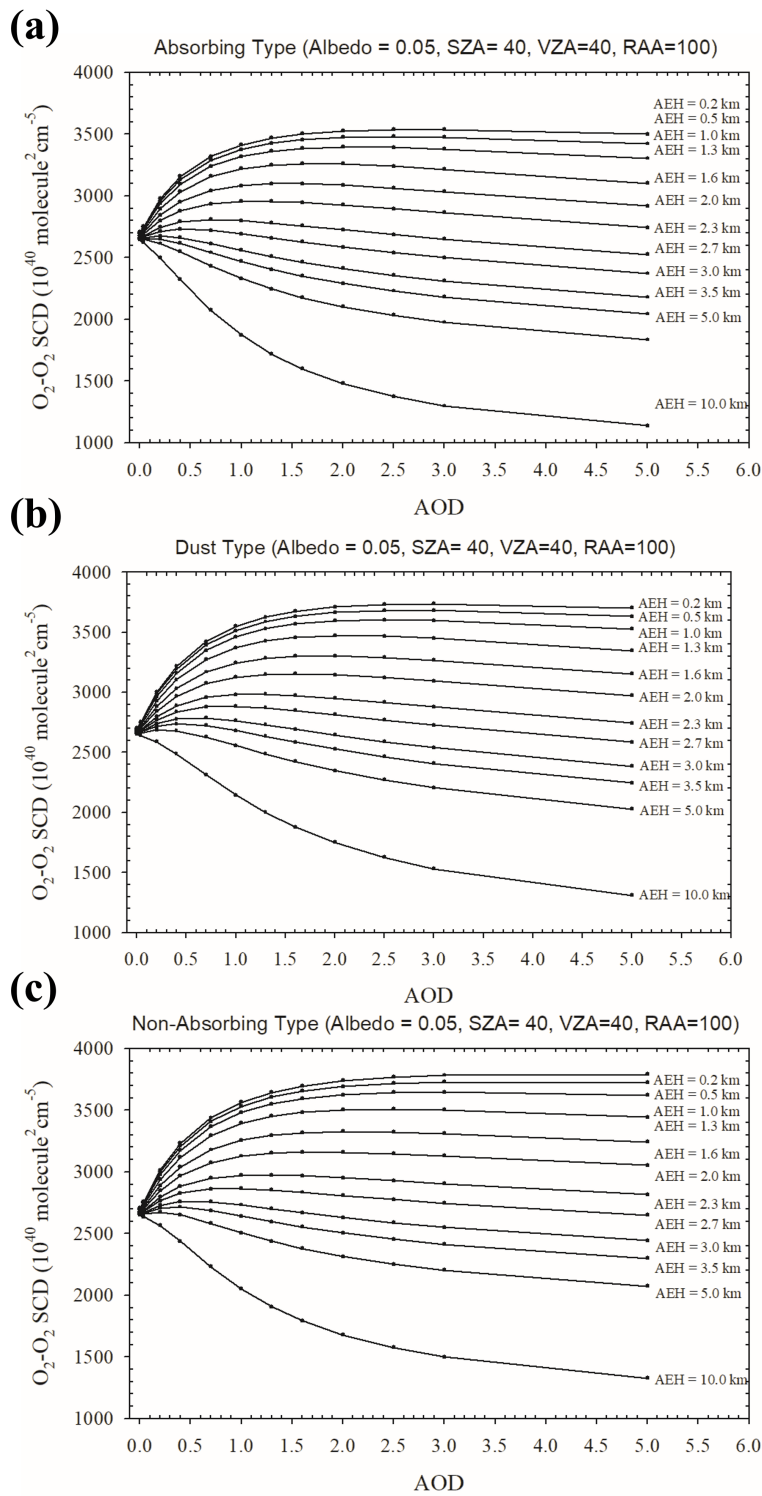 (a)
Absorbing Type (Albedo = 0.05, SZA= 40, VZA=40, RAA=100)
4000
3500
3000
2500
2000
1500
1000
O2-O2 SCD (10^40 molecule^2cm^-5)
AEH = 0.2 km
AEH = 0.5 km
AEH = 1.0 km
AEH = 1.3 km
AEH = 1.6 km
AEH = 2.0 km
AEH = 2.3 km
AEH = 2.7 km
AEH = 3.0 km
AEH = 3.5 km
AEH = 5.0 km
AEH = 10.0 km
0.0 0.5 1.0 1.5 2.0 2.5 3.0 3.5 4.0 4.5 5.0 5.5 6.0
AOD
(b)
Dust Type (Albedo = 0.05, SZA= 40, VZA=40, RAA=100)
4000
3500
3000
2500
2000
1500
1000
O2-O2 SCD (10^40 molecule^2cm^-5)
AEH = 0.2 km
AEH = 0.5 km
AEH = 1.0 km
AEH = 1.3 km
AEH = 1.6 km
AEH = 2.0 km
AEH = 2.3 km
AEH = 2.7 km
AEH = 3.0 km
AEH = 3.5 km
AEH = 5.0 km
AEH = 10.0 km
0.0 0.5 1.0 1.5 2.0 2.5 3.0 3.5 4.0 4.5 5.0 5.5 6.0
AOD
(c)
Non-Absorbing Type (Albedo = 0.05, SZA= 40, VZA=40, RAA=100)
4000
3500
3000
2500
2000
1500
1000
O2-O2 SCD (10^40 molecule^2cm^-5)
AEH = 0.2 km
AEH = 0.5 km
AEH = 1.0 km
AEH = 1.3 km
AEH = 1.6 km
AEH = 2.0 km
AEH = 2.3 km
AEH = 2.7 km
AEH = 3.0 km
AEH = 3.5 km
AEH = 5.0 km
AEH = 10.0 km
0.0 0.5 1.0 1.5 2.0 2.5 3.0 3.5 4.0 4.5 5.0 5.5 6.0
AOD